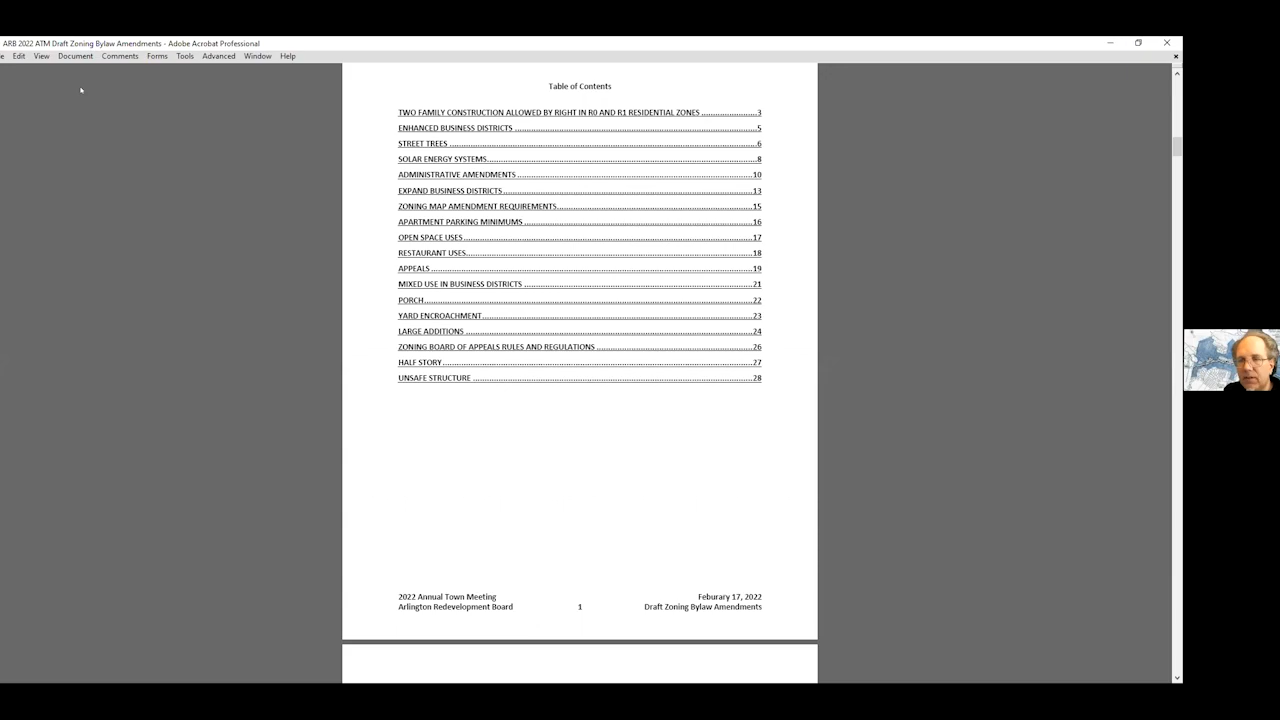 ARB 2022 ATM Draft Zoning Bylaw Amendments - Adobe Acrobat Professional
e Edit View Document Comments Forms Tools Advanced Window Help
Table of Contents
TWO FAMILY CONSTRUCTION ALLOWED BY RIGHT IN R0 AND R1 RESIDENTIAL ZONES ........................3
ENHANCED BUSINESS DISTRICTS ........................5
STREET TREES ........................6
SOLAR ENERGY SYSTEMS........................8
ADMINISTRATIVE AMENDMENTS ........................10
EXPAND BUSINESS DISTRICTS........................13
ZONING MAP AMENDMENT REQUIREMENTS........................15
APARTMENT PARKING MINIMUMS ........................16
OPEN SPACE USES........................17
RESTAURANT USES........................18
APPEALS ........................19
MIXED USE IN BUSINESS DISTRICTS ........................21
PORCH........................22
YARD ENCROACHMENT........................23
LARGE ADDITIONS ........................24
ZONING BOARD OF APPEALS RULES AND REGULATIONS ........................26
HALF STORY........................27
UNSAFE STRUCTURE ........................28
2022 Annual Town Meeting Feburary 17, 2022
Arlington Redevelopment Board 1 Draft Zoning Bylaw Amendments